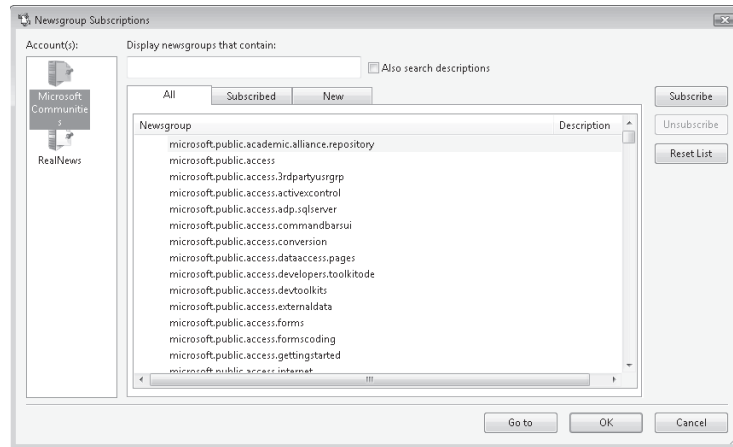 Newsgroup Subscriptions
Account(s):
Display newsgroups that contain:
Also search descriptions
Microsoft
Communitie
s
RealNews
All
Subscribed
New
Subscribe
Unsubscribe
Reset List
Newsgroup
Description
microsoft.public.academic.alliance.repository
microsoft.public.access
microsoft.public.access.3rdpartyusrgrp
microsoft.public.access.activexcontrol
microsoft.public.access.adp.sqlserver
microsoft.public.access.commandbarsui
microsoft.public.access.conversion
microsoft.public.access.dataaccess.pages
microsoft.public.access.developers.toolkitode
microsoft.public.access.devtoolkits
microsoft.public.access.externaldata
microsoft.public.access.forms
microsoft.public.access.formscoding
microsoft.public.access.gettingstarted
microsoft.public.access.internet
Go to
OK
Cancel